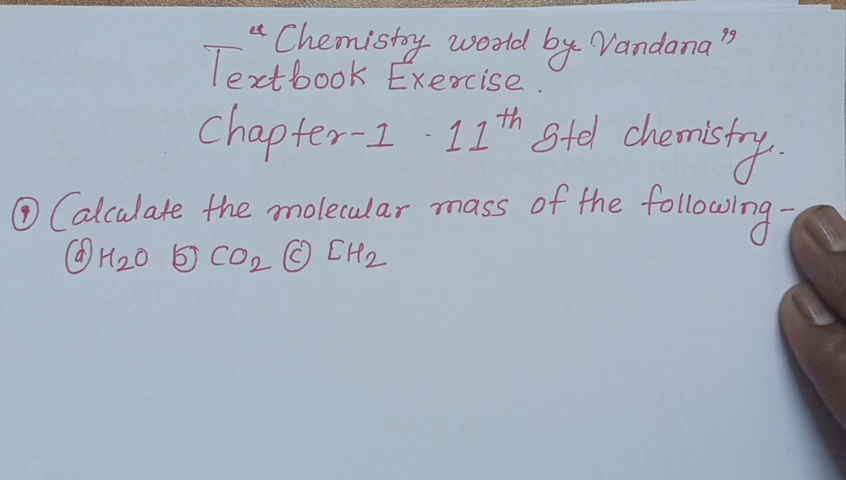 "Chemistry world by Vandana"
Textbook Exercise.
Chapter-1 · 11th Std chemistry.
① Calculate the molecular mass of the following-
ⓐ H2O ⓑ CO2 ⓒ CH2